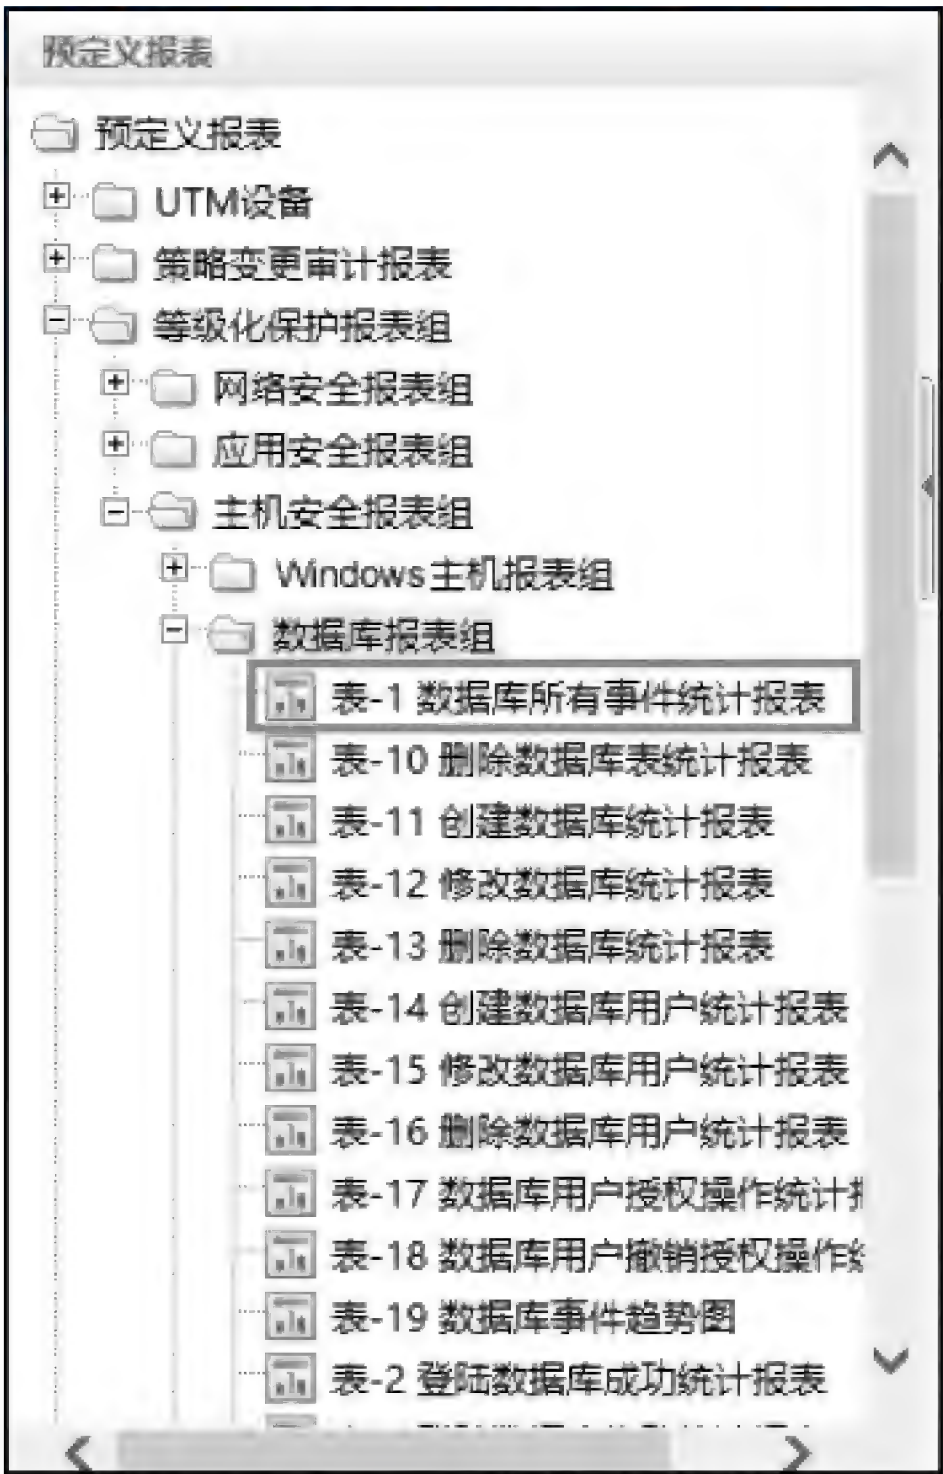 预定义报表
预定义报表
UTM设备
策略变更审计报表
等级化保护报表组
网络安全报表组
应用安全报表组
主机安全报表组
Windows主机报表组
数据库报表组
表-1 数据库所有事件统计报表
表-10 删除数据库表统计报表
表-11 创建数据库统计报表
表-12 修改数据库统计报表
表-13 删除数据库统计报表
表-14 创建数据库用户统计报表
表-15 修改数据库用户统计报表
表-16 删除数据库用户统计报表
表-17 数据库用户授权操作统计
表-18 数据库用户撤销授权操作
表-19 数据库事件趋势图
表-2 登陆数据库成功统计报表